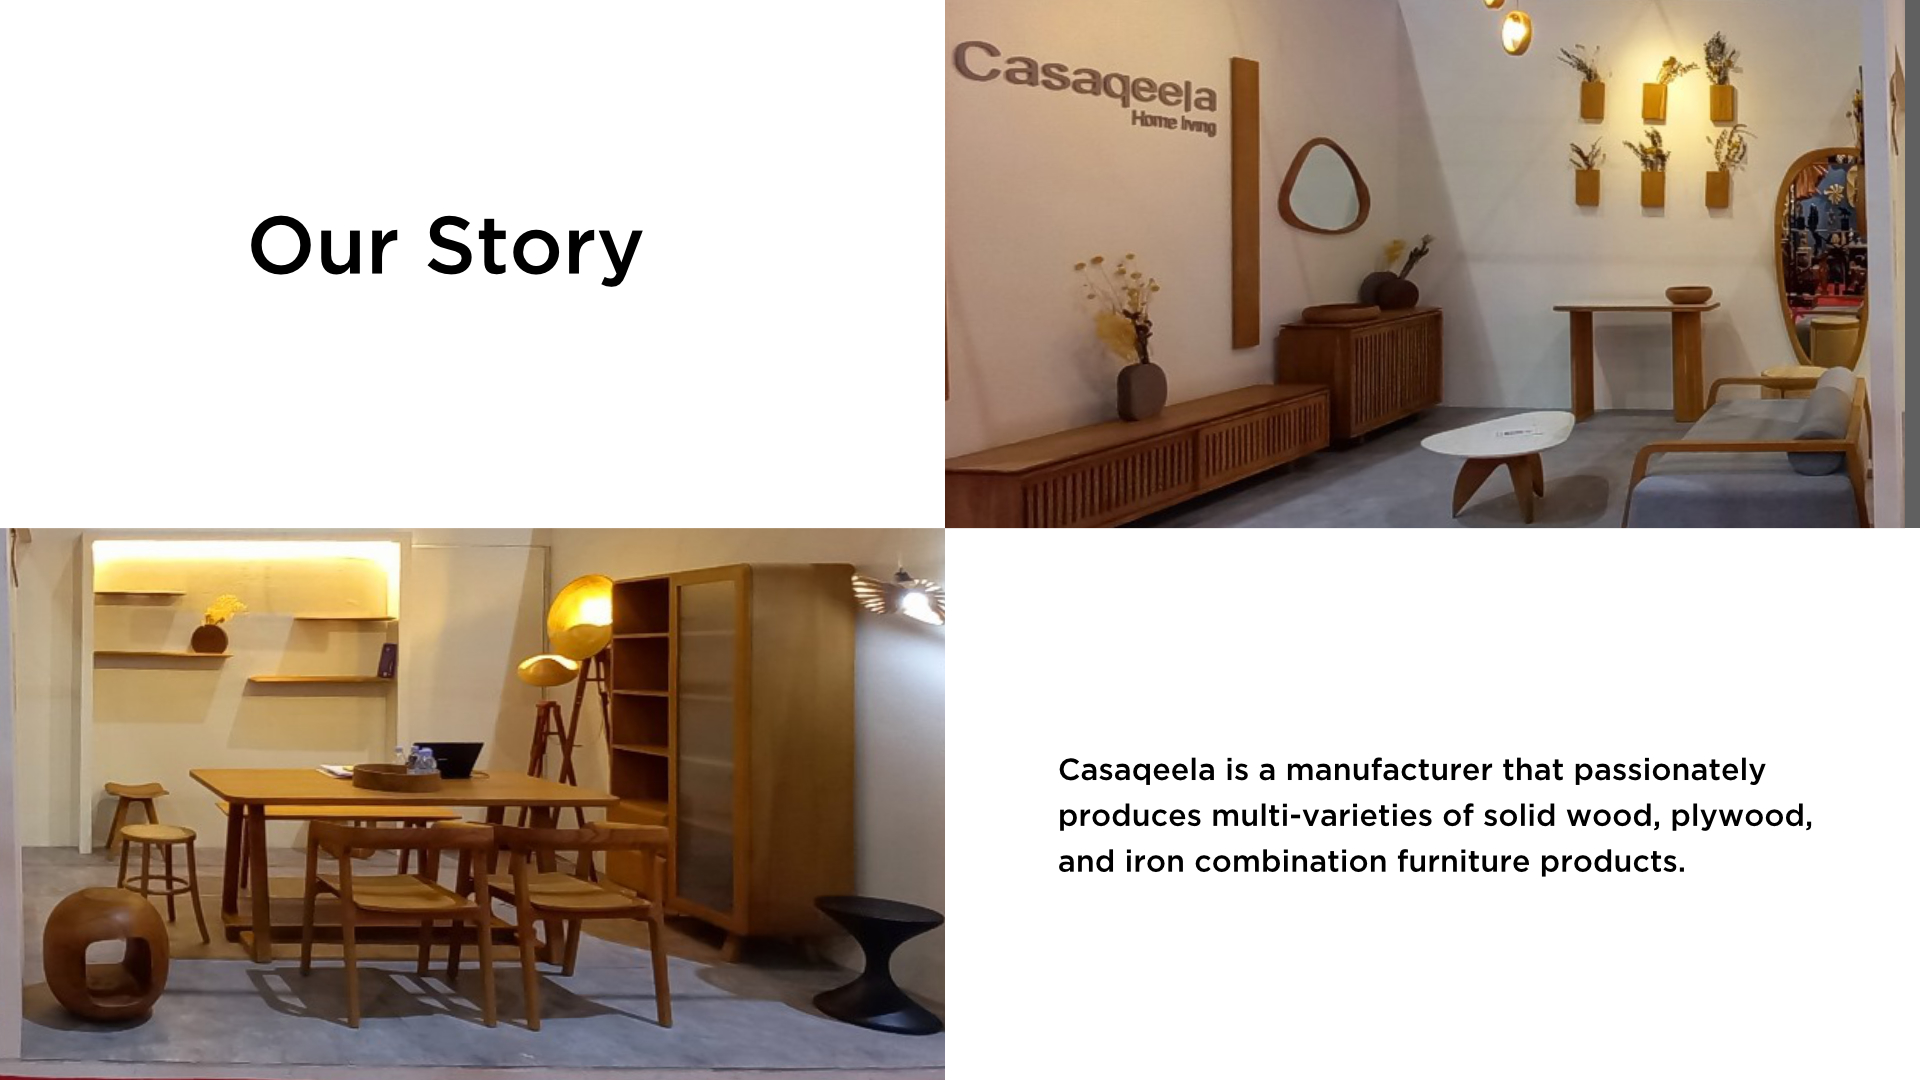 Our Story
Casaqeela
Home living
Casaqeela is a manufacturer that passionately
produces multi-varieties of solid wood, plywood,
and iron combination furniture products.